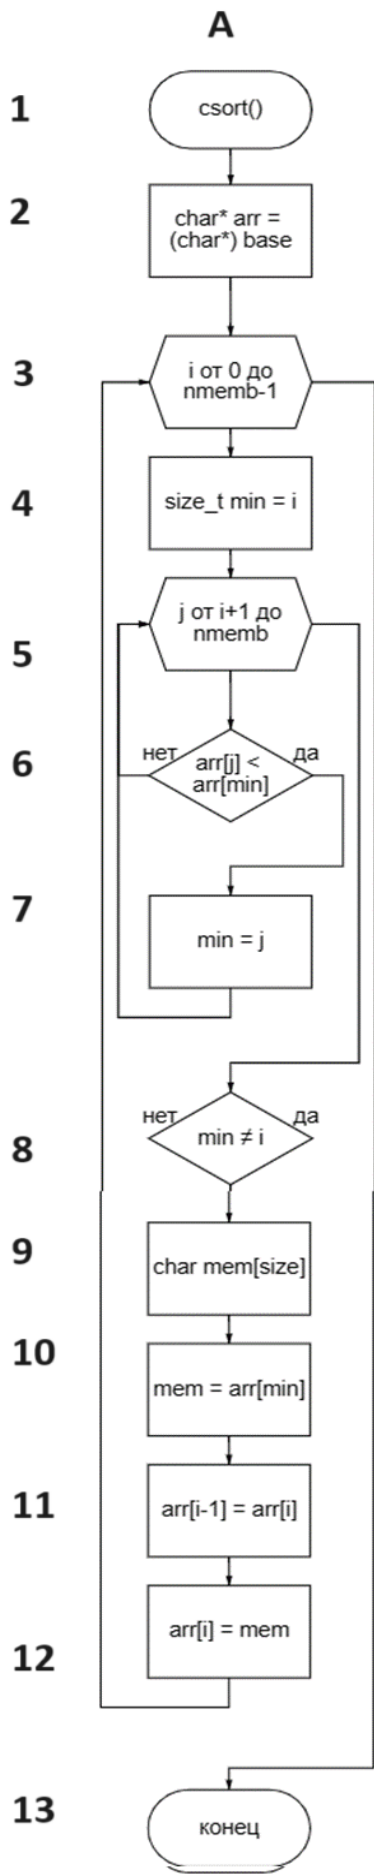 A
1
csort()
2
char* arr =
(char*) base
3
i от 0 до
nmemb-1
4
size_t min = i
5
j от i+1 до
nmemb
6
нет
arr[j] <
arr[min]
да
7
min = j
8
нет
min ≠ i
да
9
char mem[size]
10
mem = arr[min]
11
arr[i-1] = arr[i]
12
arr[i] = mem
13
конец